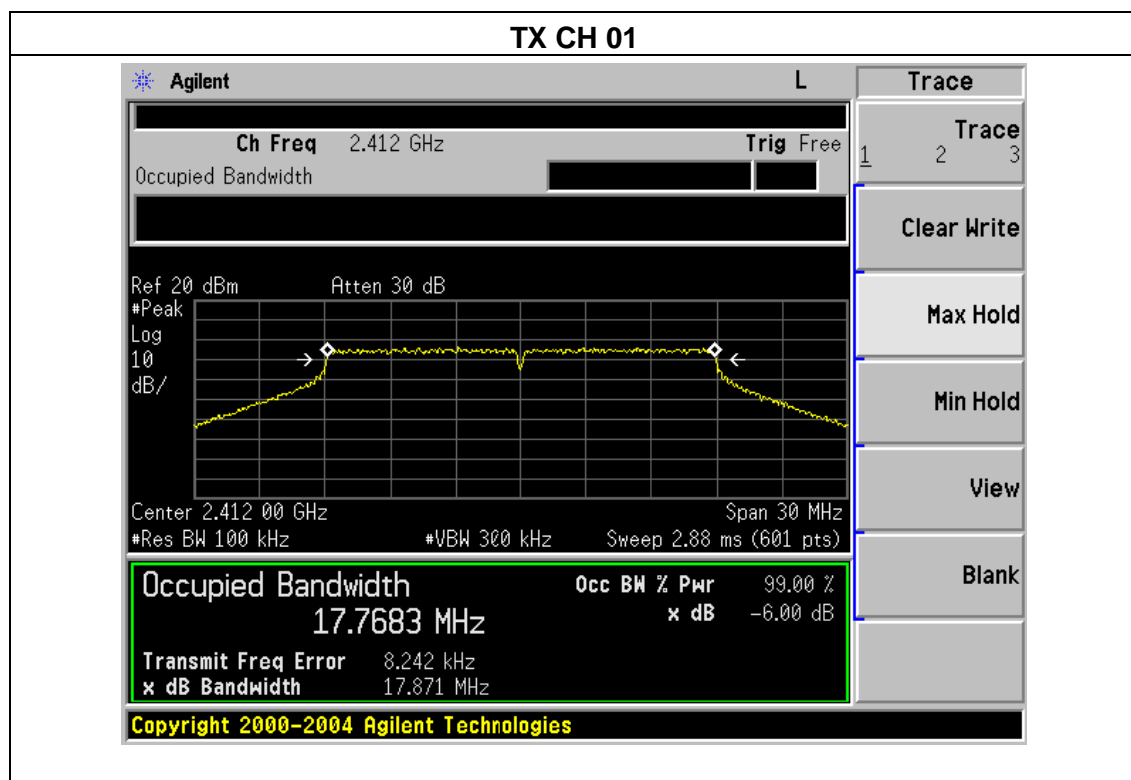 TX CH 01
Agilent L Trace
Ch Freq 2.412 GHz Trig Free
Occupied Bandwidth
Trace
1 2 3
Clear Write
Max Hold
Min Hold
View
Blank
Ref 20 dBm Atten 30 dB
#Peak
Log
10
dB/
Center 2.412 00 GHz Span 30 MHz
#Res BW 100 kHz #VBW 300 kHz Sweep 2.88 ms (601 pts)
Occupied Bandwidth Occ BW % Pwr 99.00 %
17.7683 MHz x dB -6.00 dB
Transmit Freq Error 8.242 kHz
x dB Bandwidth 17.871 MHz
Copyright 2000-2004 Agilent Technologies